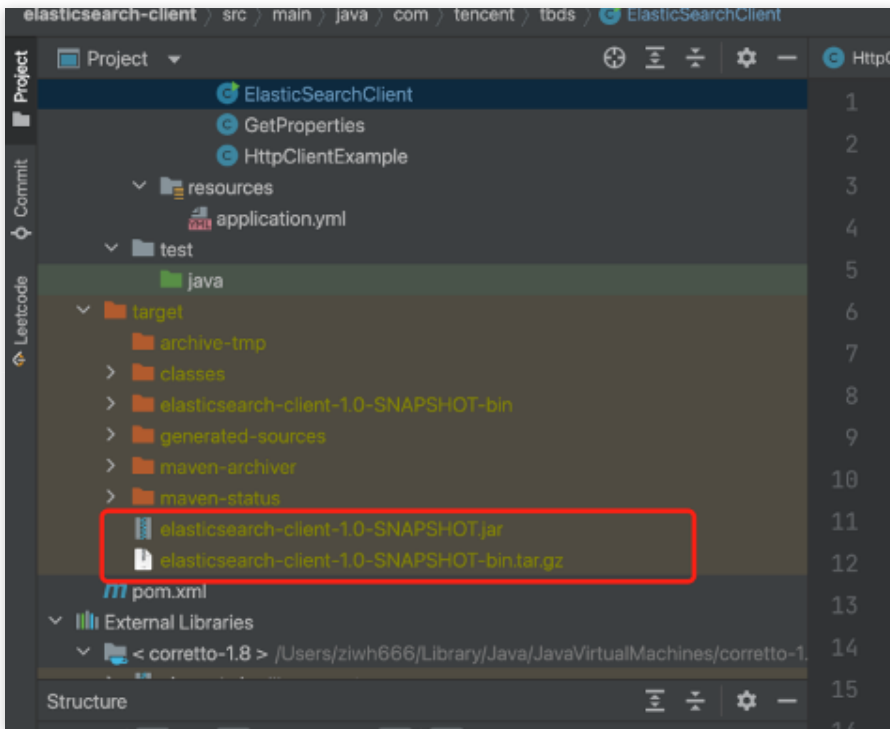 elasticsearch-client 〉 src 〉 main 〉 java 〉 com 〉 tencent 〉 tbds 〉 ElasticSearchClient
Project
Project
HttpC
ElasticSearchClient
GetProperties
HttpClientExample
resources
application.yml
test
java
target
archive-tmp
classes
elasticsearch-client-1.0-SNAPSHOT-bin
generated-sources
maven-archiver
maven-status
elasticsearch-client-1.0-SNAPSHOT.jar
elasticsearch-client-1.0-SNAPSHOT-bin.tar.gz
pom.xml
External Libraries
< corretto-1.8 > /Users/ziwh666/Library/Java/JavaVirtualMachines/corretto-1.
Structure
Commit
Leetcode
1
2
3
4
5
6
7
8
9
10
11
12
13
14
15